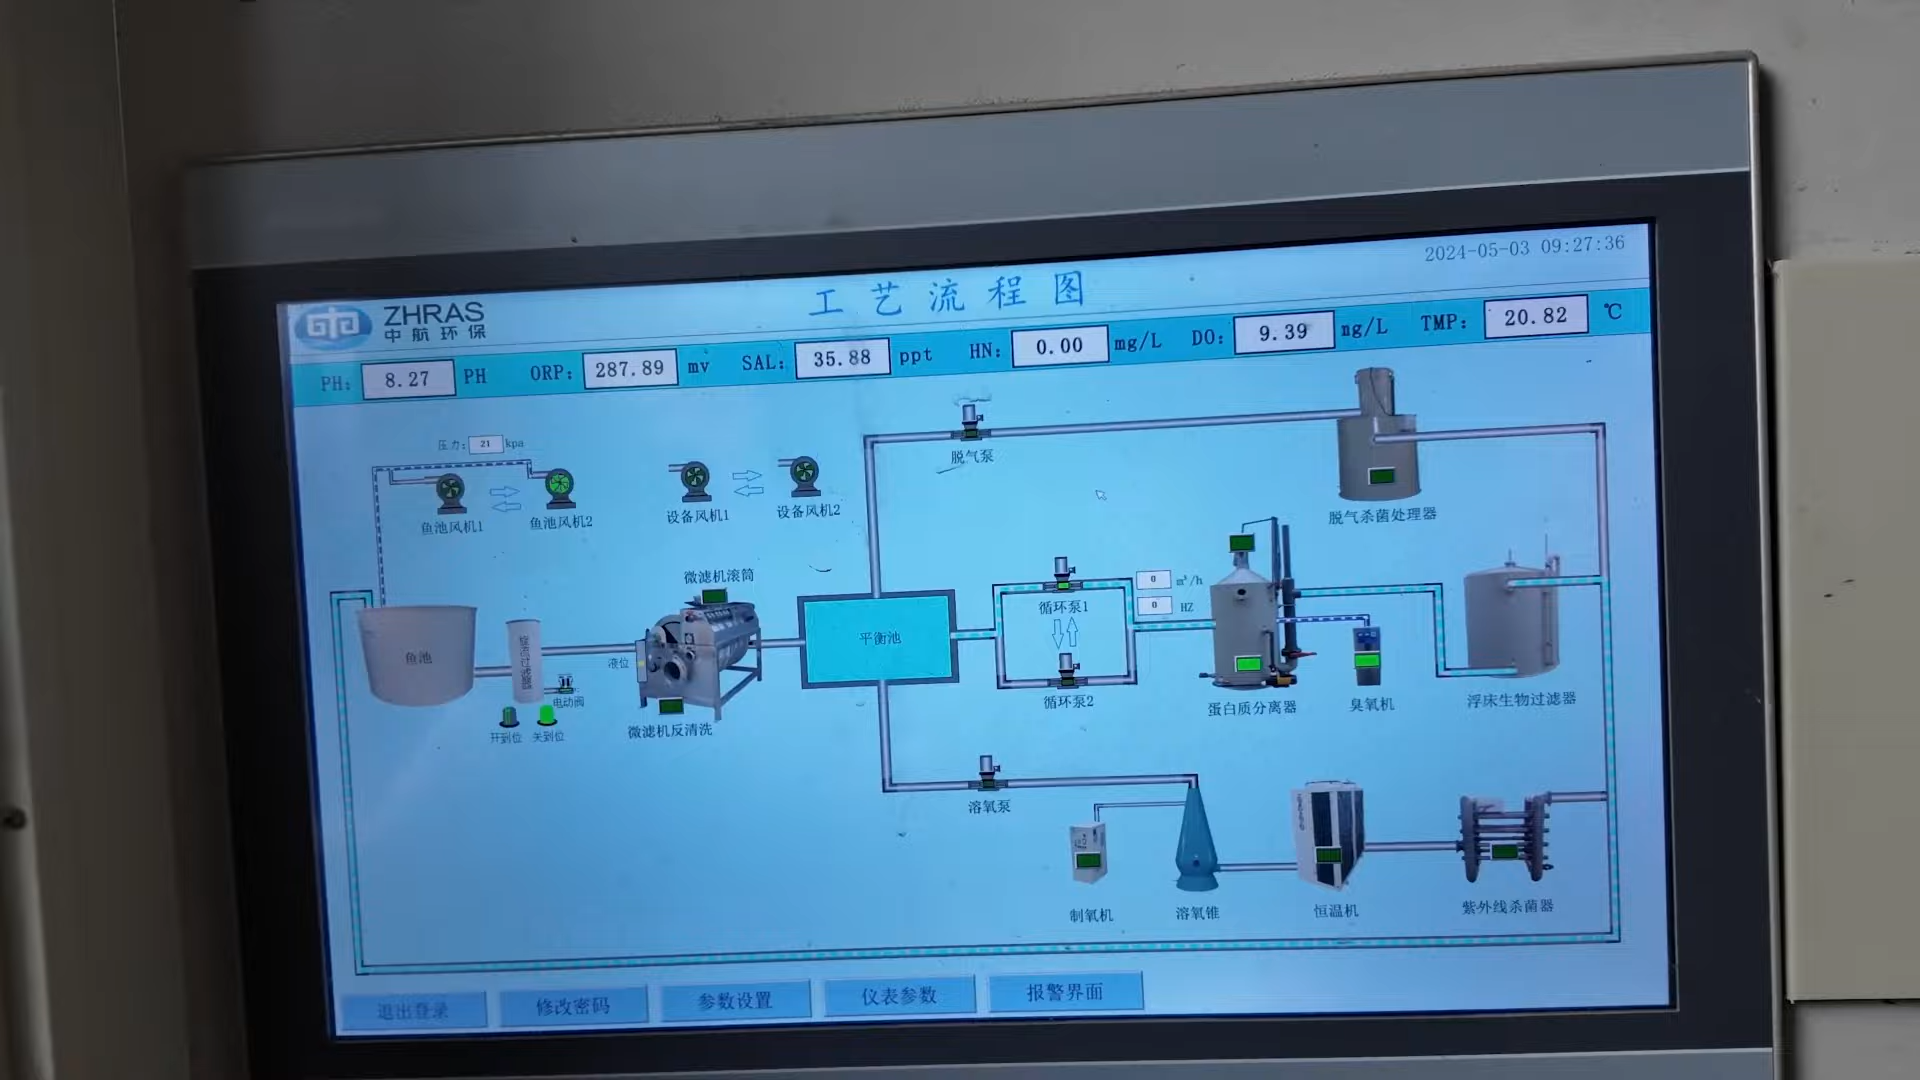 2024-05-03 09:27:36
ZHRAS
中航环保
工艺流程图
PH: 8.27 PH ORP: 287.89 mv SAL: 35.88 ppt HN: 0.00 mg/L DO: 9.39 mg/L TMP: 20.82 ℃
压力: 21 kpa
脱气泵
鱼池风机1
鱼池风机2
设备风机1
设备风机2
脱气杀菌处理器
微滤机滚筒
0 m³/h
0 HZ
循环泵1
平衡池
鱼池
旋流过滤器
液位
电动阀
开到位
关到位
微滤机反清洗
循环泵2
蛋白质分离器
臭氧机
浮床生物过滤器
溶氧泵
制氧机
溶氧锥
恒温机
紫外线杀菌器
退出登录
修改密码
参数设置
仪表参数
报警界面